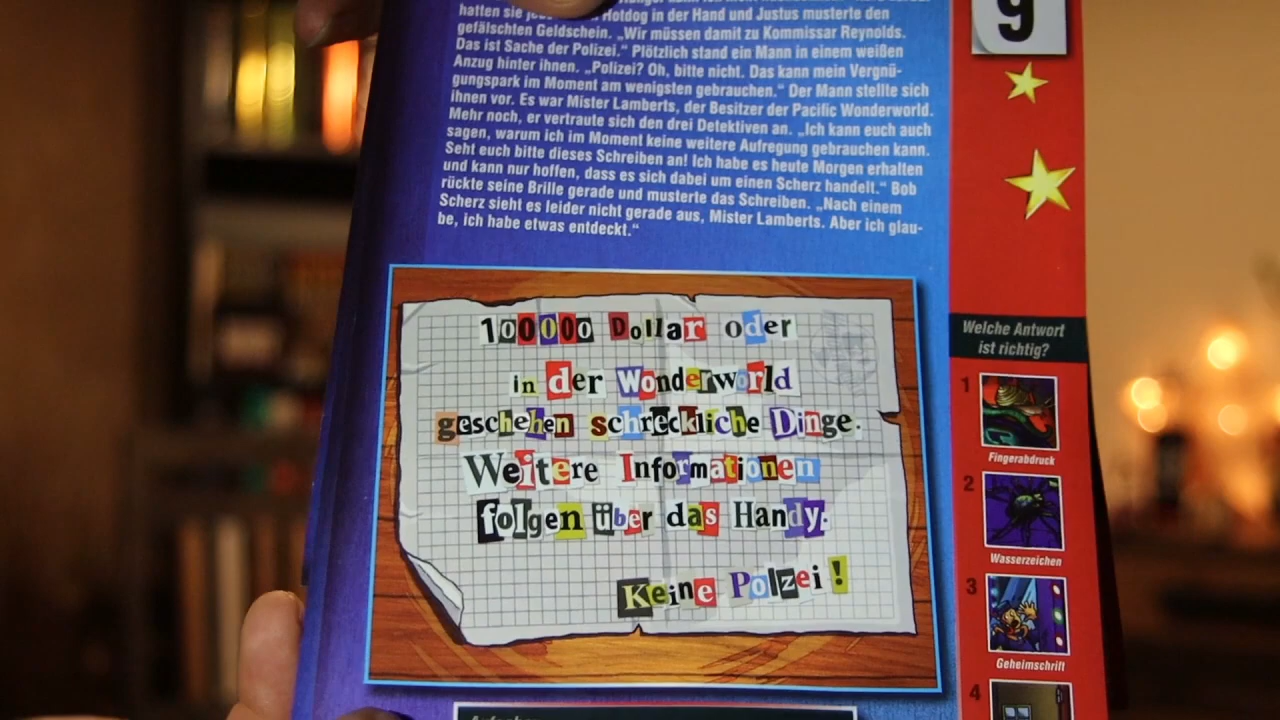 hatten sie Hotdog in der Hand und Justus musterte den
gefälschten Geldschein. „Wir müssen damit zu Kommissar Reynolds.
Das ist Sache der Polizei.“ Plötzlich stand ein Mann in einem weißen
Anzug hinter ihnen. „Polizei? Oh, bitte nicht. Das kann mein Vergnü-
gungspark im Moment am wenigsten gebrauchen.“ Der Mann stellte sich
ihnen vor. Es war Mister Lamberts, der Besitzer der Pacific Wonderworld.
Mehr noch, er vertraute sich den drei Detektiven an. „Ich kann euch auch
sagen, warum ich im Moment keine weitere Aufregung gebrauchen kann.
Seht euch bitte dieses Schreiben an! Ich habe es heute Morgen erhalten
und kann nur hoffen, dass es sich dabei um einen Scherz handelt.“ Bob
rückte seine Brille gerade und musterte das Schreiben. „Nach einem
Scherz sieht es leider nicht gerade aus, Mister Lamberts. Aber ich glau-
be, ich habe etwas entdeckt.“
100000 Dollar oder
in der Wonderworld
geschehen schreckliche Dinge.
Weitere Informationen
folgen über das Handy.
Keine Polzei!
9
Welche Antwort
ist richtig?
1
Fingerabdruck
2
Wasserzeichen
3
Geheimschrift
4